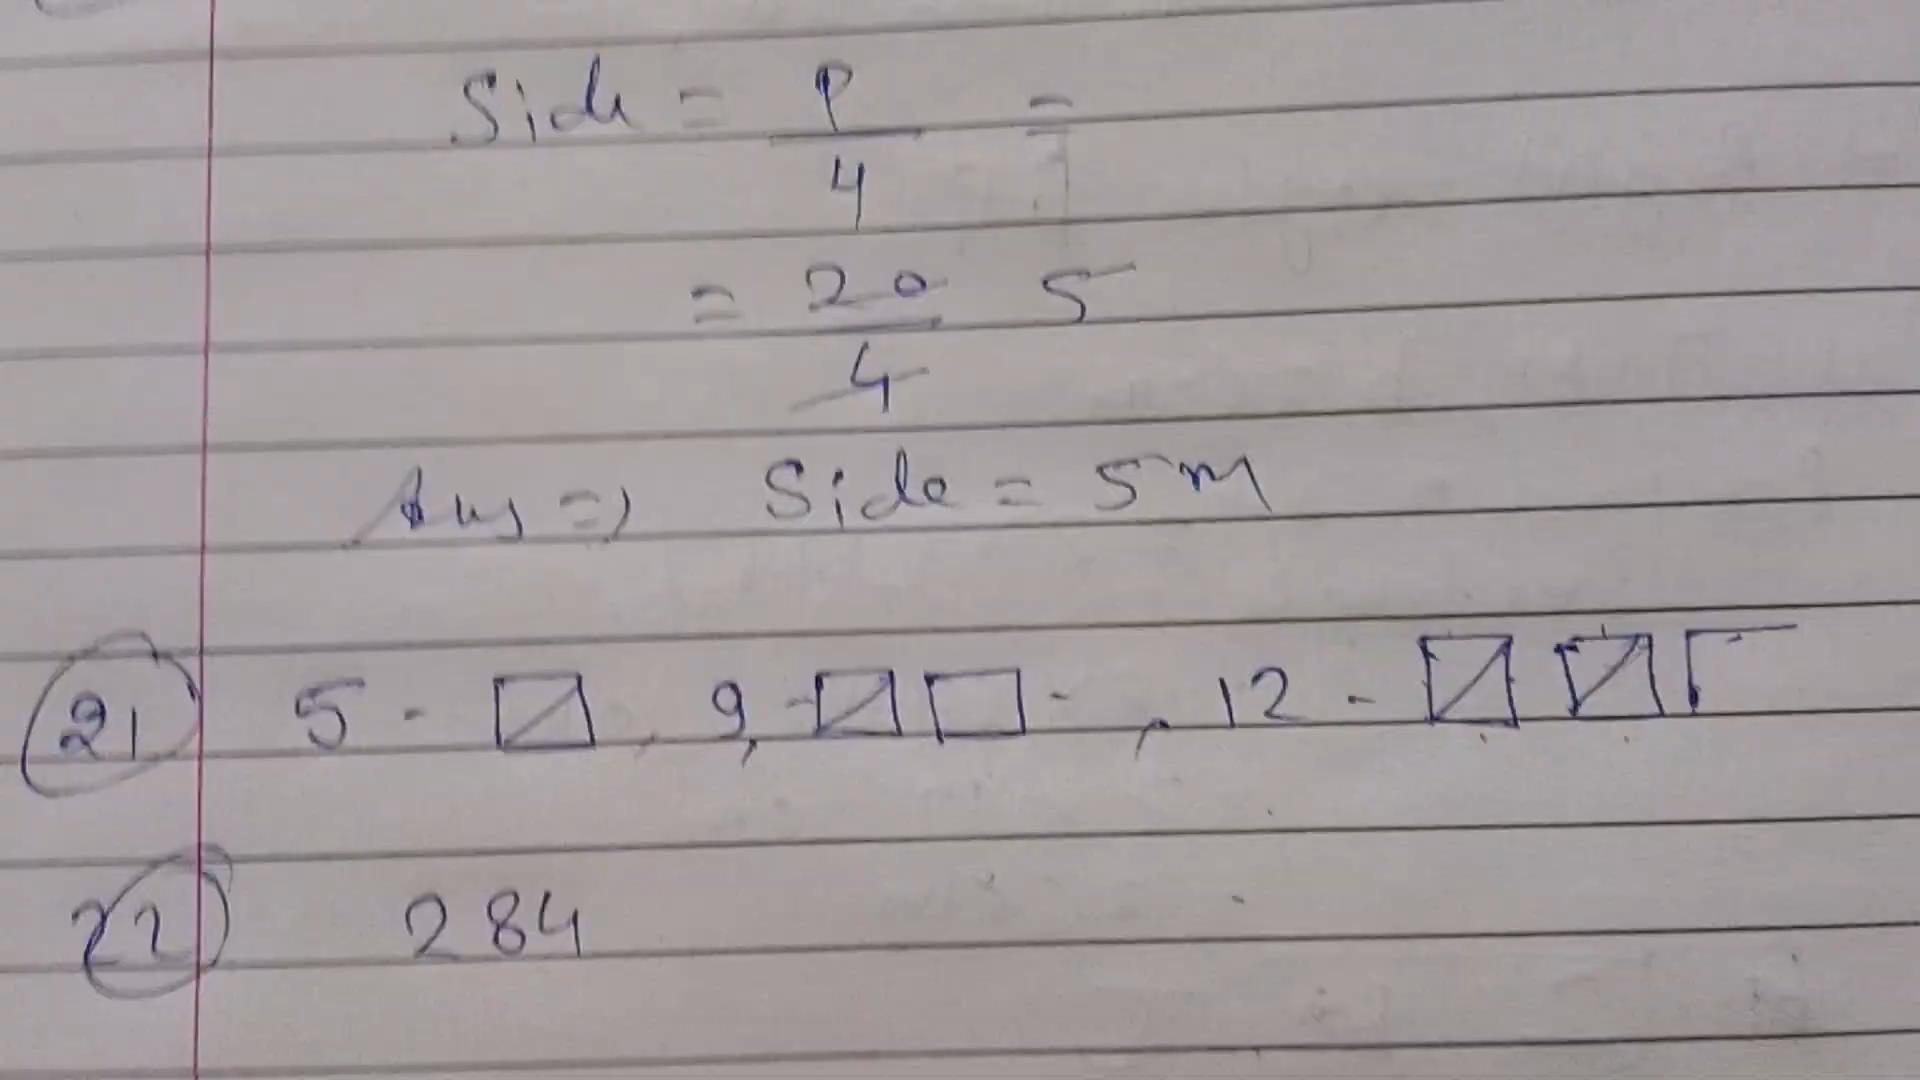 Side = P =
4
= 20 5
4
Ans => Side = 5m
21 5 - , 9, - , 12 -
22 284